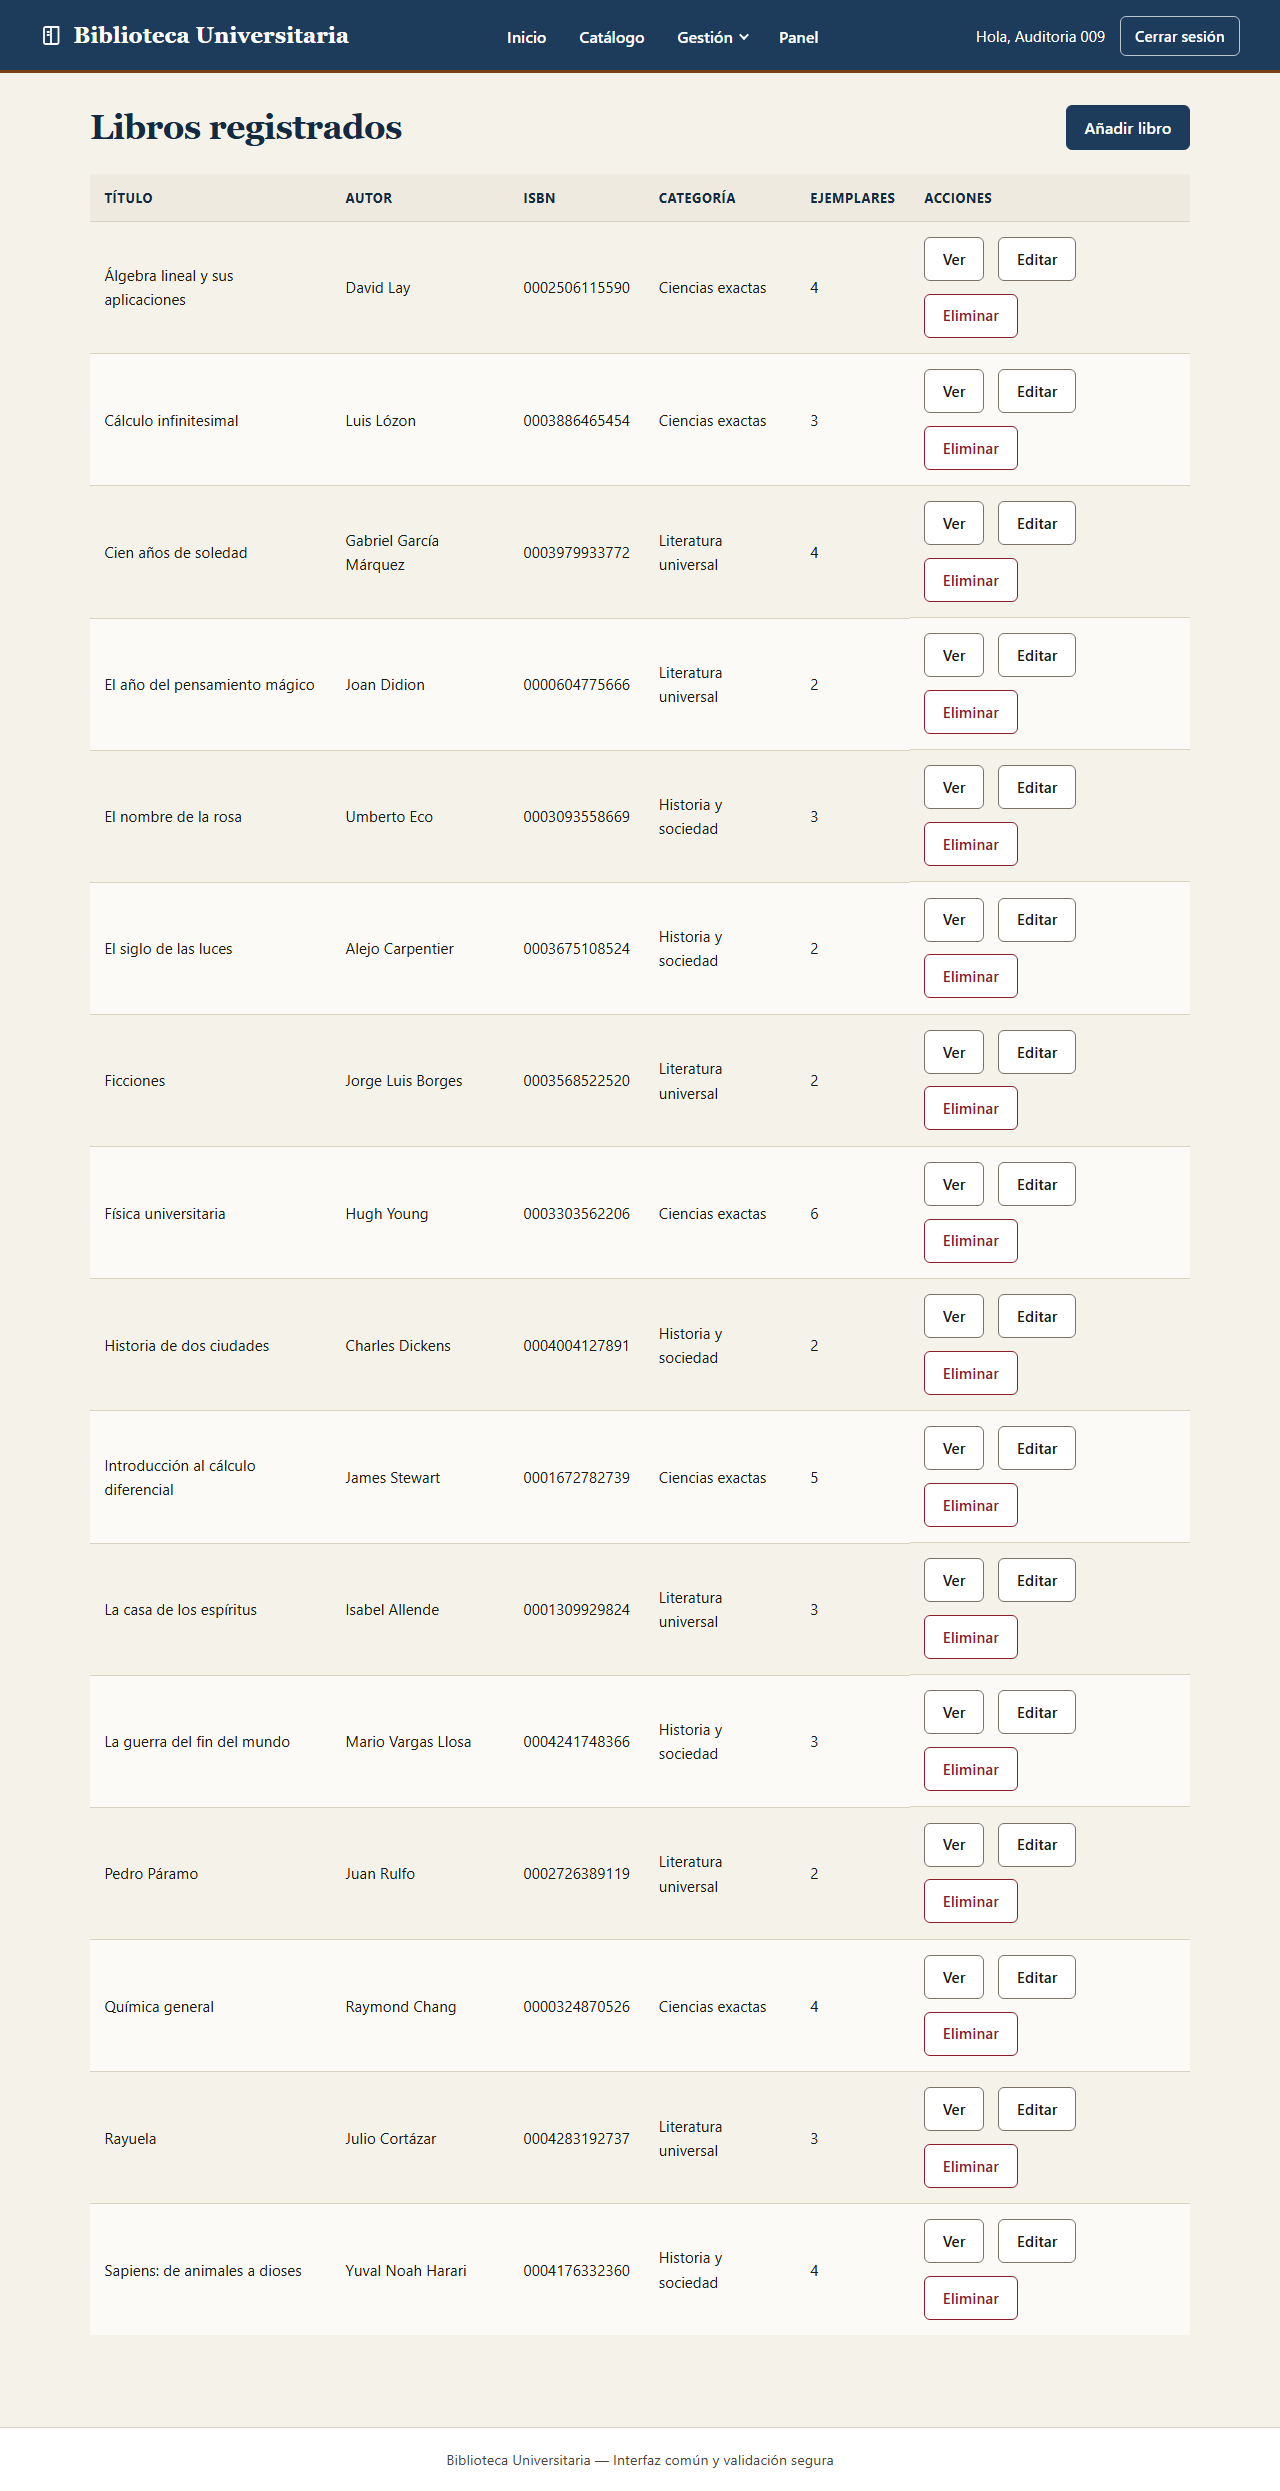 Biblioteca Universitaria
Inicio Catálogo Gestión Panel
Hola, Auditoria 009 Cerrar sesión
Libros registrados
Añadir libro
TÍTULO AUTOR ISBN CATEGORÍA EJEMPLARES ACCIONES
Álgebra lineal y sus
aplicaciones
David Lay 0002506115590 Ciencias exactas 4
Ver Editar
Eliminar
Cálculo infinitesimal Luis Lózon 0003886465454 Ciencias exactas 3
Ver Editar
Eliminar
Cien años de soledad
Gabriel García
Márquez
0003979933772
Literatura
universal
4
Ver Editar
Eliminar
El año del pensamiento mágico Joan Didion 0000604775666
Literatura
universal
2
Ver Editar
Eliminar
El nombre de la rosa Umberto Eco 0003093558669
Historia y
sociedad
3
Ver Editar
Eliminar
El siglo de las luces Alejo Carpentier 0003675108524
Historia y
sociedad
2
Ver Editar
Eliminar
Ficciones Jorge Luis Borges 0003568522520
Literatura
universal
2
Ver Editar
Eliminar
Física universitaria Hugh Young 0003303562206 Ciencias exactas 6
Ver Editar
Eliminar
Historia de dos ciudades Charles Dickens 0004004127891
Historia y
sociedad
2
Ver Editar
Eliminar
Introducción al cálculo
diferencial
James Stewart 0001672782739 Ciencias exactas 5
Ver Editar
Eliminar
La casa de los espíritus Isabel Allende 0001309929824
Literatura
universal
3
Ver Editar
Eliminar
La guerra del fin del mundo Mario Vargas Llosa 0004241748366
Historia y
sociedad
3
Ver Editar
Eliminar
Pedro Páramo Juan Rulfo 0002726389119
Literatura
universal
2
Ver Editar
Eliminar
Química general Raymond Chang 0000324870526 Ciencias exactas 4
Ver Editar
Eliminar
Rayuela Julio Cortázar 0004283192737
Literatura
universal
3
Ver Editar
Eliminar
Sapiens: de animales a dioses Yuval Noah Harari 0004176332360
Historia y
sociedad
4
Ver Editar
Eliminar
Biblioteca Universitaria — Interfaz común y validación segura